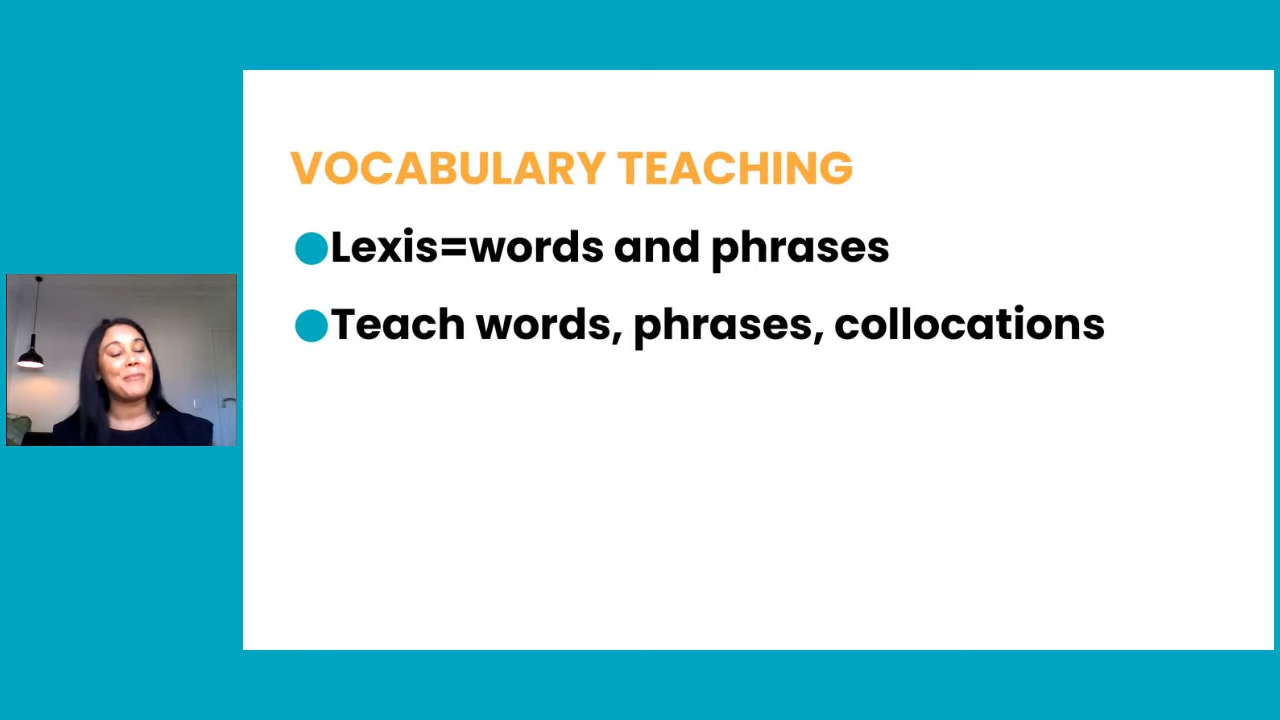 VOCABULARY TEACHING
Lexis=words and phrases
Teach words, phrases, collocations